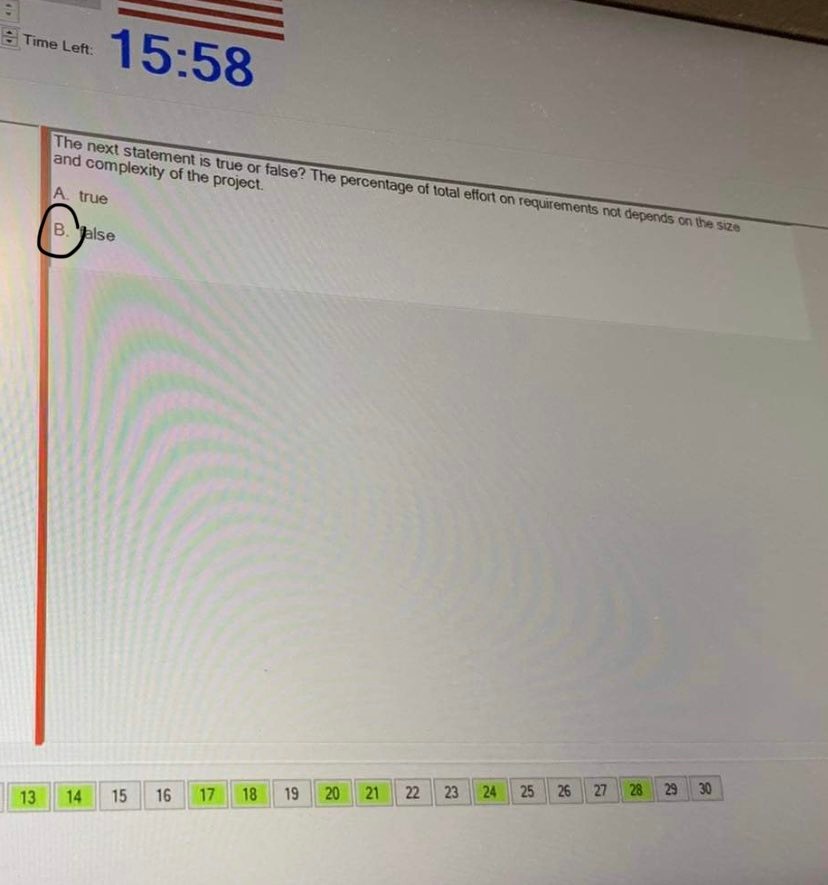 Time Left: 15:58
The next statement is true or false? The percentage of total effort on requirements not depends on the size
and complexity of the project.
A. true
B. false
13 14 15 16 17 18 19 20 21 22 23 24 25 26 27 28 29 30